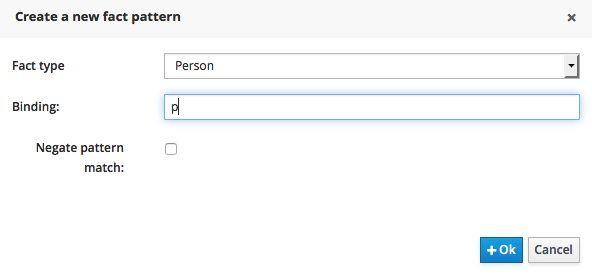 Create a new fact pattern ×
Fact type Person
Binding: p
Negate pattern
match:
+ Ok Cancel